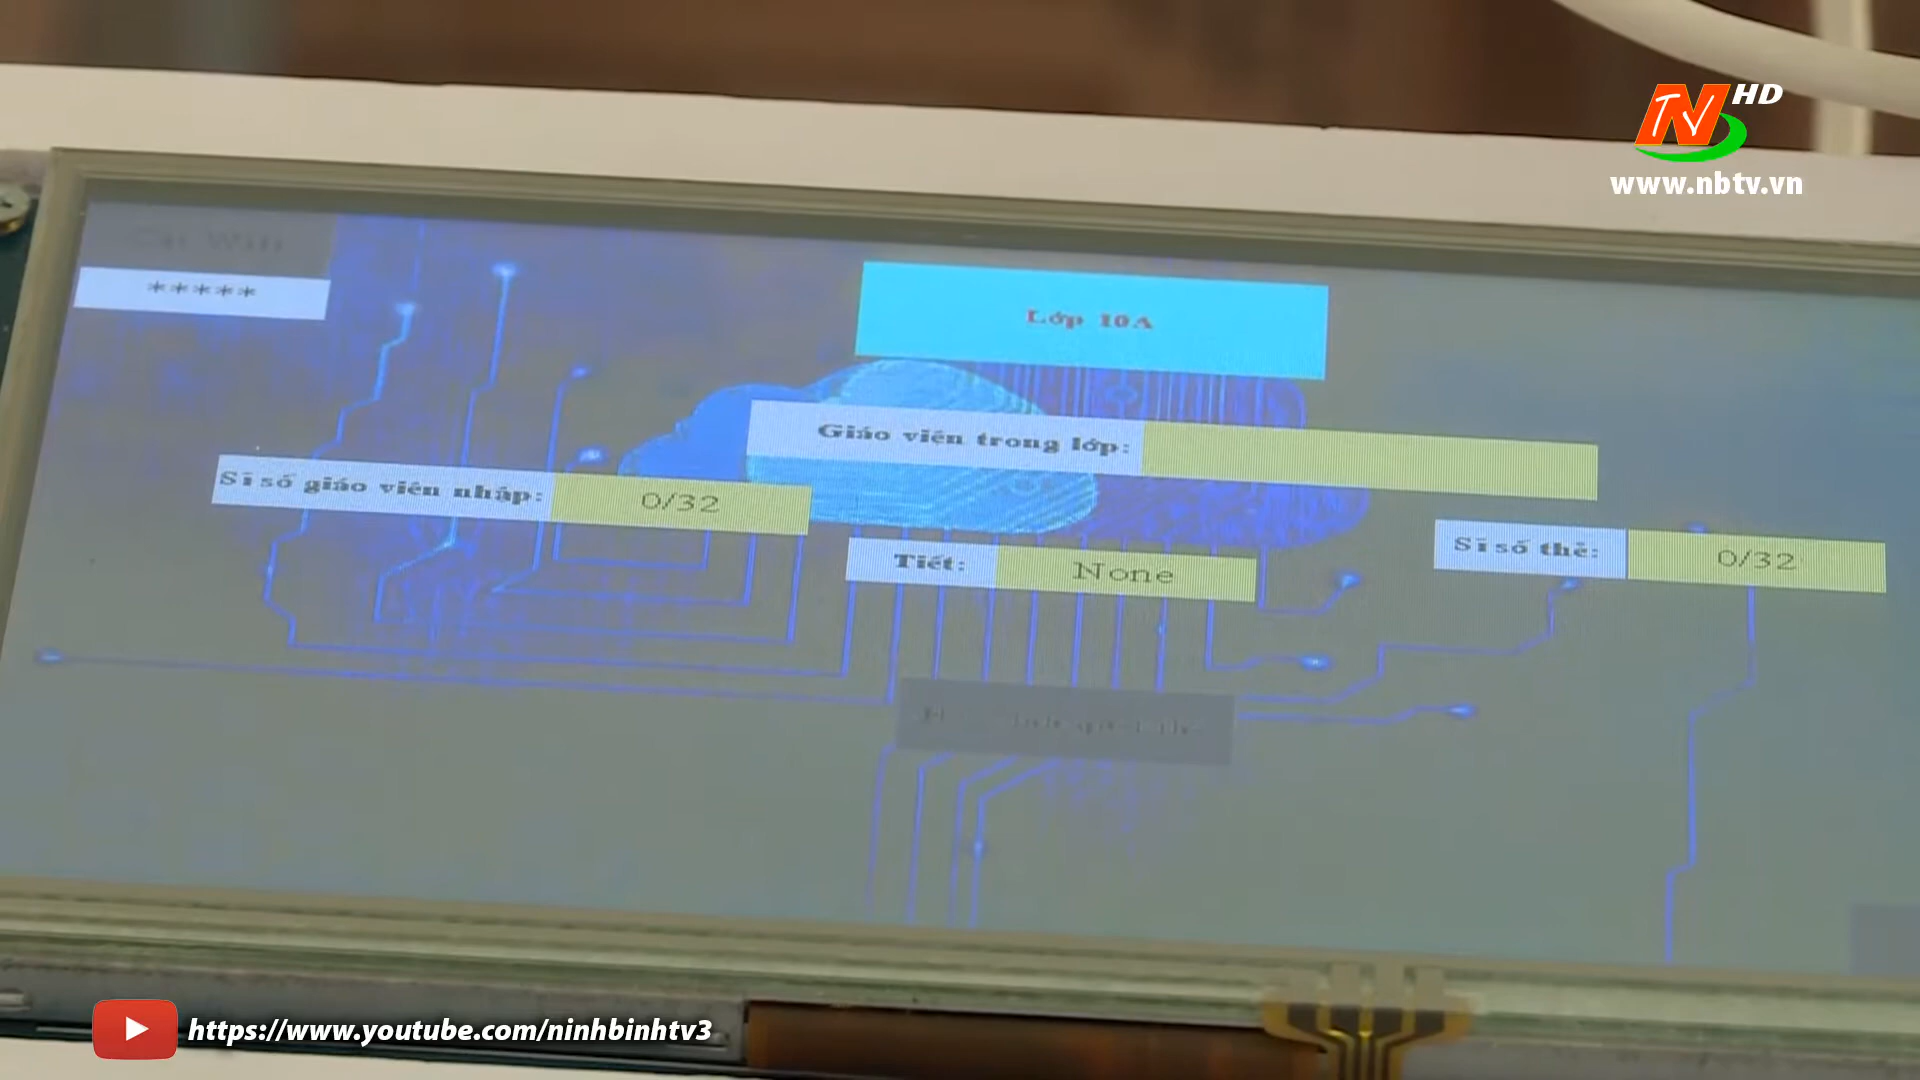 NTV HD
www.nbtv.vn
*****
Lớp 10A
Giáo viên trong lớp:
Sĩ số giáo viên nhập: 0/32
Tiết: None
Sĩ số thẻ: 0/32
https://www.youtube.com/ninhbinhtv3